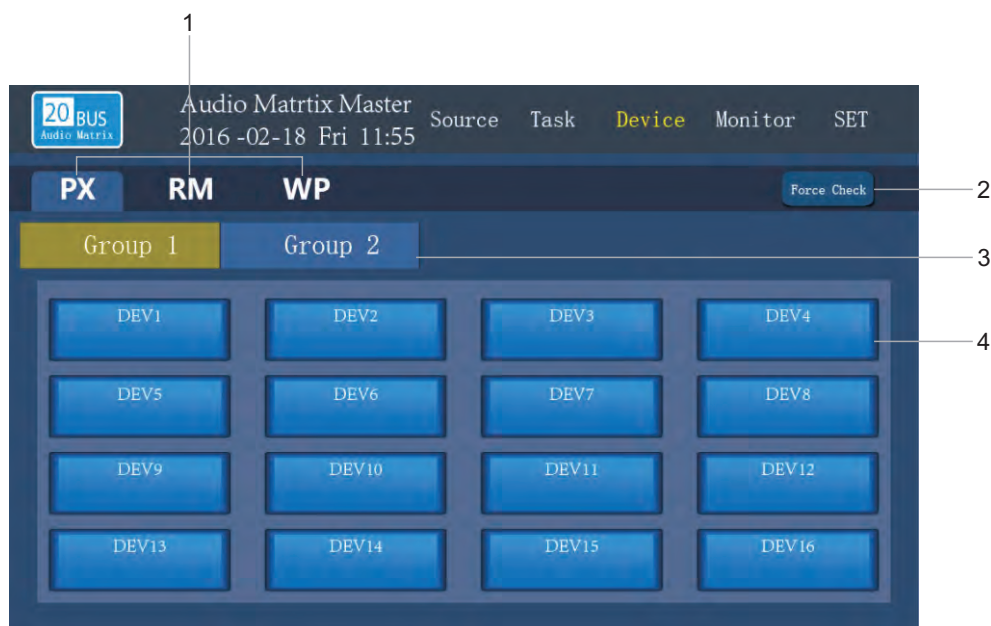 1
20 BUS
Audio Matrix
Audio Matrtix Master
2016 -02-18 Fri 11:55
Source Task Device Monitor SET
PX RM WP
Force Check
2
Group 1 Group 2
3
DEV1 DEV2 DEV3 DEV4
4
DEV5 DEV6 DEV7 DEV8
DEV9 DEV10 DEV11 DEV12
DEV13 DEV14 DEV15 DEV16